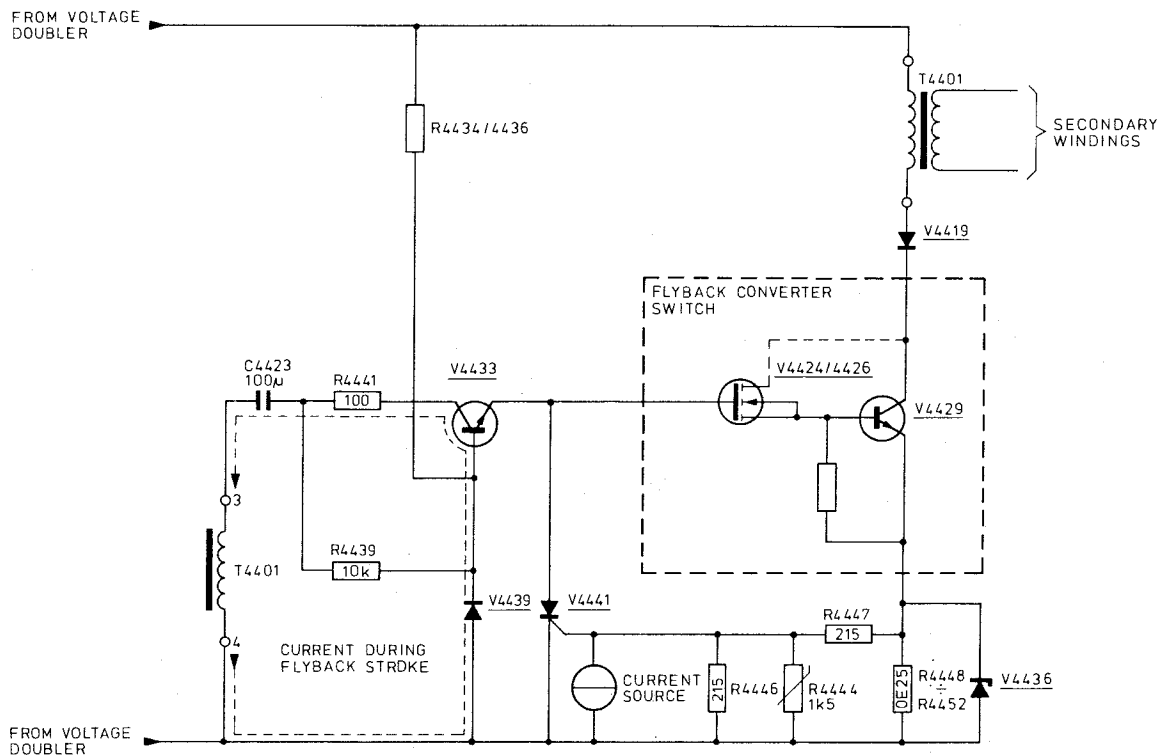 FROM VOLTAGE
DOUBLER
T4401
R4434/4436
SECONDARY
WINDINGS
V4419
FLYBACK CONVERTER
SWITCH
C4423
100µ
R4441
100
V4433
V4424/4426
V4429
3
R4439
10k
T4401
4
V4439
V4441
R4447
215
CURRENT DURING
FLYBACK STROKE
CURRENT
SOURCE
215
R4446
R4444
1k5
0E25
R4448
÷
R4452
V4436
FROM VOLTAGE
DOUBLER